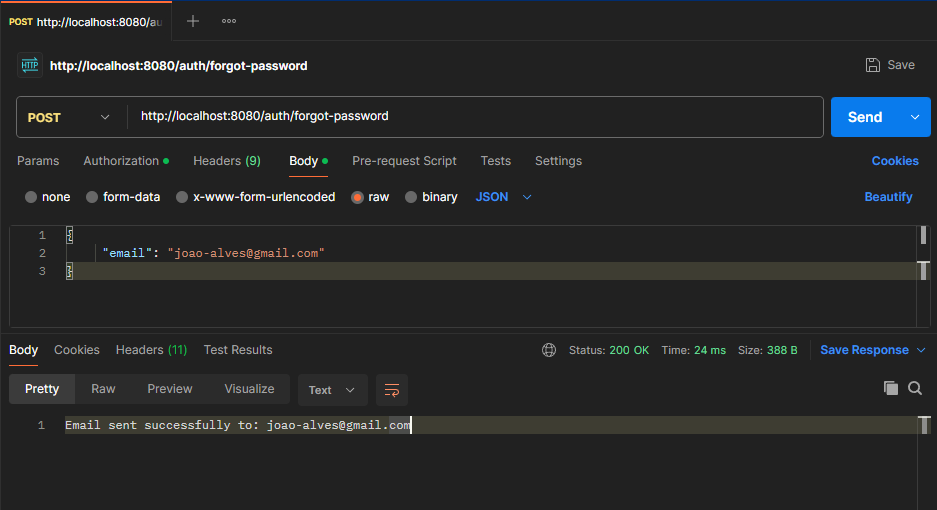 POST http://localhost:8080/au
HTTP http://localhost:8080/auth/forgot-password Save
POST http://localhost:8080/auth/forgot-password Send
Params Authorization Headers (9) Body Pre-request Script Tests Settings Cookies
none form-data x-www-form-urlencoded raw binary JSON Beautify
1 {
2 "email": "joao-alves@gmail.com"
3 }
Body Cookies Headers (11) Test Results Status: 200 OK Time: 24 ms Size: 388 B Save Response
Pretty Raw Preview Visualize Text
1 Email sent successfully to: joao-alves@gmail.com